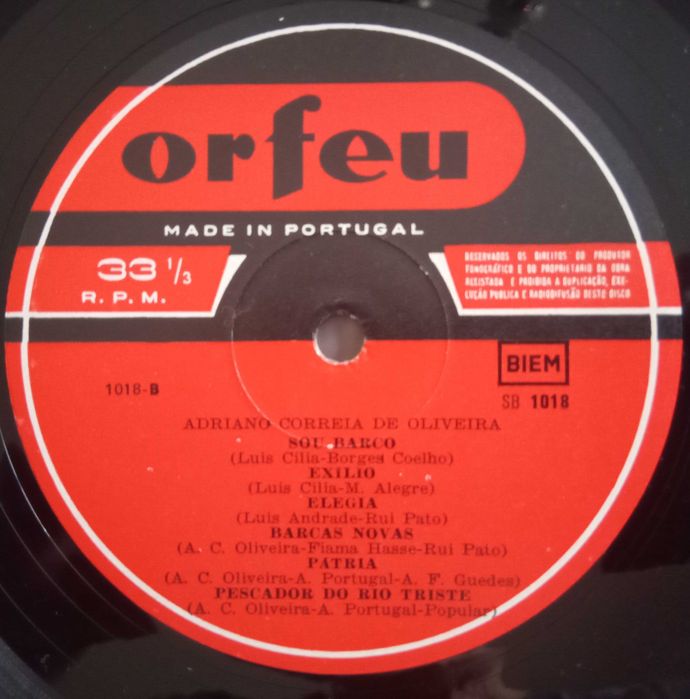 orfeu
MADE IN PORTUGAL
33 1/3
R. P. M.
RESERVADOS OS DIREITOS DO PRODUTOR
FONOGRÁFICO E DO PROPRIETARIO DA OBRA
REGISTADA E PROIBIDA A DUPLICAÇÃO, EXE-
CUÇÃO PUBLICA E RADIODIFUSÃO DESTE DISCO
BIEM
1018-B
SB 1018
ADRIANO CORREIA DE OLIVEIRA
SOU BARCO
(Luis Cilia-Borges Coelho)
EXILIO
(Luis Cilia-M. Alegre)
ELEGIA
(Luis Andrade-Rui Pato)
BARCAS NOVAS
(A. C. Oliveira-Fiama Hasse-Rui Pato)
PATRIA
(A. C. Oliveira-A. Portugal-A. F. Guedes)
PESCADOR DO RIO TRISTE
(A. C. Oliveira-A. Portugal-Popular)